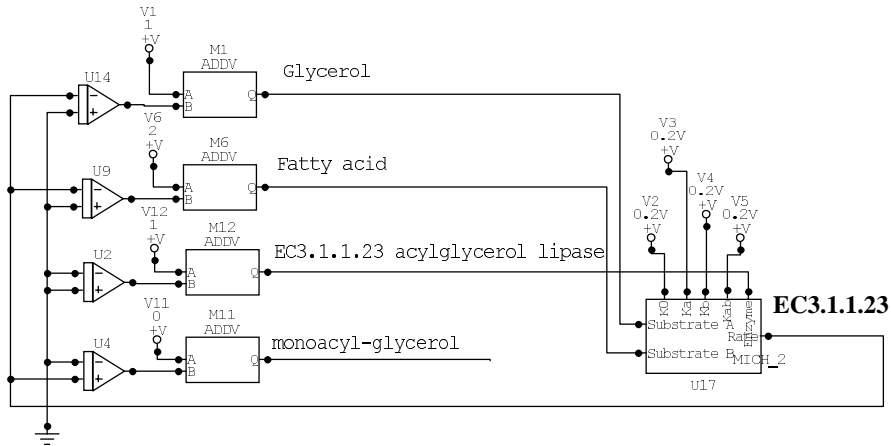 V1
1
+V
M1
ADDV
U14
A
B
Q
Glycerol
V6
2
+V
M6
ADDV
U9
A
B
Q
Fatty acid
V12
1
+V
M12
ADDV
U2
A
B
Q
EC3.1.1.23 acylglycerol lipase
V11
0
+V
M11
ADDV
U4
A
B
Q
monoacyl-glycerol
V3
0.2V
+V
V4
0.2V
+V
V2
0.2V
+V
V5
0.2V
+V
K0
Ka
Kb
Kab
Enzyme
EC3.1.1.23
Substrate A
Rate
Substrate B
MICH_2
U17